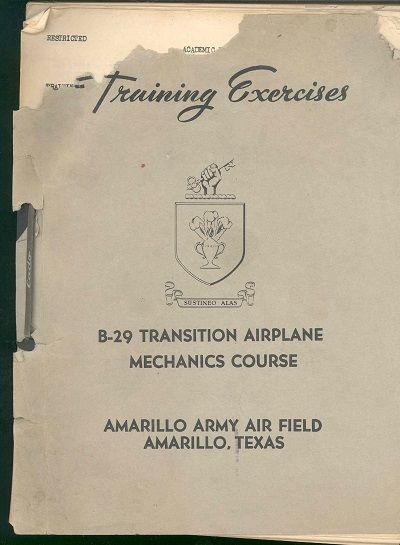 RESTRICTED
ACADEMIC
Training Exercises
SUSTINEO ALAS
B-29 TRANSITION AIRPLANE
MECHANICS COURSE
AMARILLO ARMY AIR FIELD
AMARILLO, TEXAS